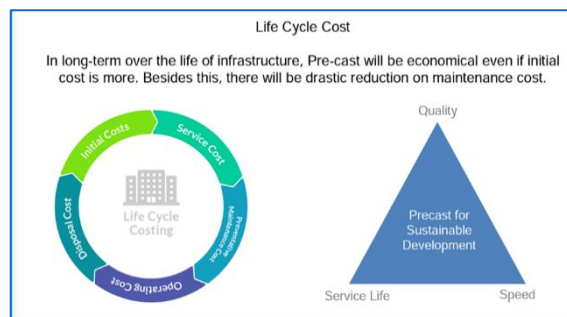 Life Cycle Cost
In long-term over the life of infrastructure, Pre-cast will be economical even if initial
cost is more. Besides this, there will be drastic reduction on maintenance cost.
Initial Costs
Service Cost
Preventative
Maintenance Cost
Operating Cost
Disposal Cost
Life Cycle
Costing
Quality
Precast for
Sustainable
Development
Service Life
Speed